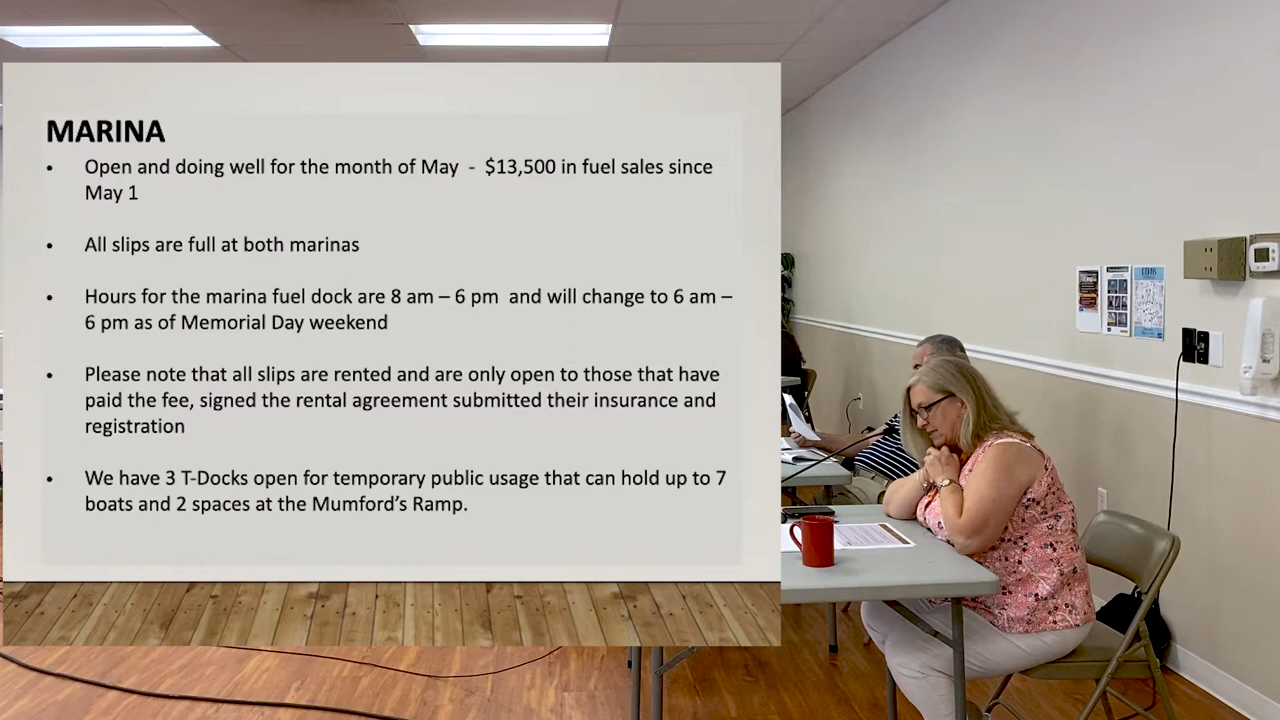 MARINA
• Open and doing well for the month of May - $13,500 in fuel sales since
May 1
• All slips are full at both marinas
• Hours for the marina fuel dock are 8 am – 6 pm and will change to 6 am –
6 pm as of Memorial Day weekend
• Please note that all slips are rented and are only open to those that have
paid the fee, signed the rental agreement submitted their insurance and
registration
• We have 3 T-Docks open for temporary public usage that can hold up to 7
boats and 2 spaces at the Mumford’s Ramp.